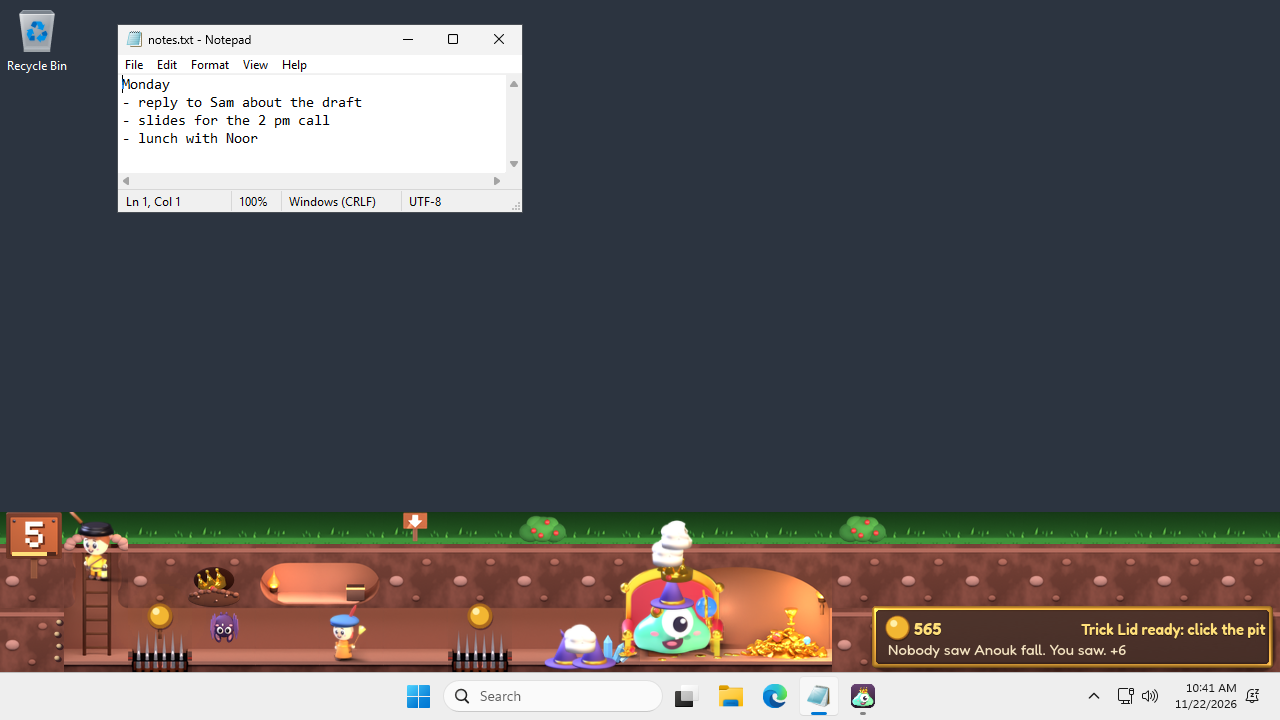 Recycle Bin
notes.txt - Notepad
File Edit Format View Help
Monday
- reply to Sam about the draft
- slides for the 2 pm call
- lunch with Noor
Ln 1, Col 1 100% Windows (CRLF) UTF-8
5
565 Trick Lid ready: click the pit
Nobody saw Anouk fall. You saw. +6
Search
10:41 AM
11/22/2026